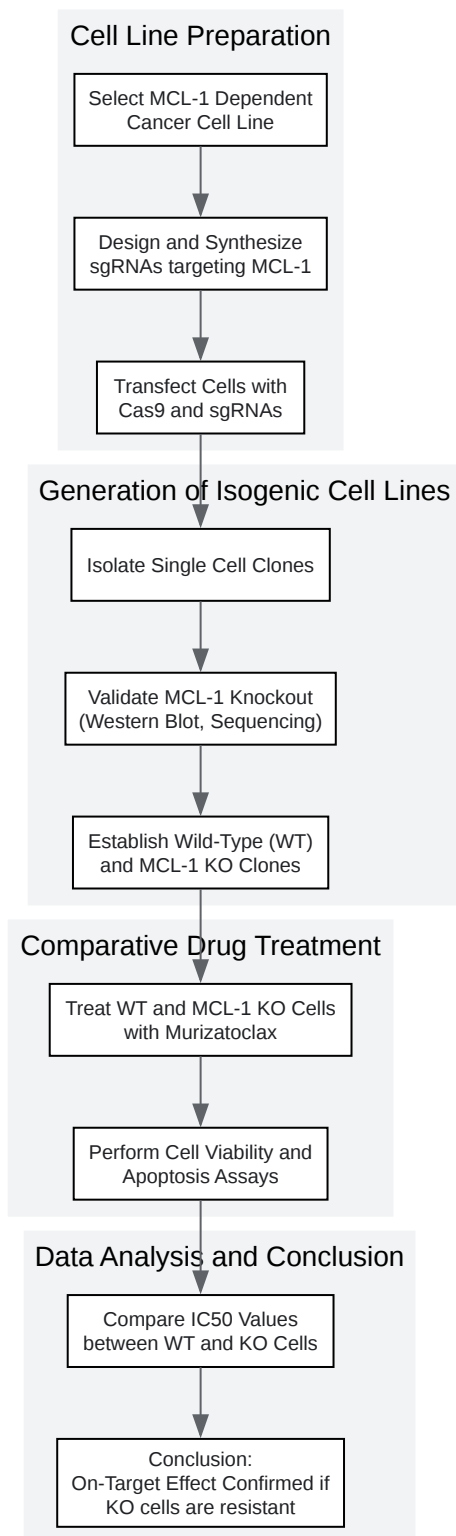 Cell Line Preparation
Select MCL-1 Dependent
Cancer Cell Line
Design and Synthesize
sgRNAs targeting MCL-1
Transfect Cells with
Cas9 and sgRNAs
Generation of Isogenic Cell Lines
Isolate Single Cell Clones
Validate MCL-1 Knockout
(Western Blot, Sequencing)
Establish Wild-Type (WT)
and MCL-1 KO Clones
Comparative Drug Treatment
Treat WT and MCL-1 KO Cells
with Murizatoclax
Perform Cell Viability and
Apoptosis Assays
Data Analysis and Conclusion
Compare IC50 Values
between WT and KO Cells
Conclusion:
On-Target Effect Confirmed if
KO cells are resistant